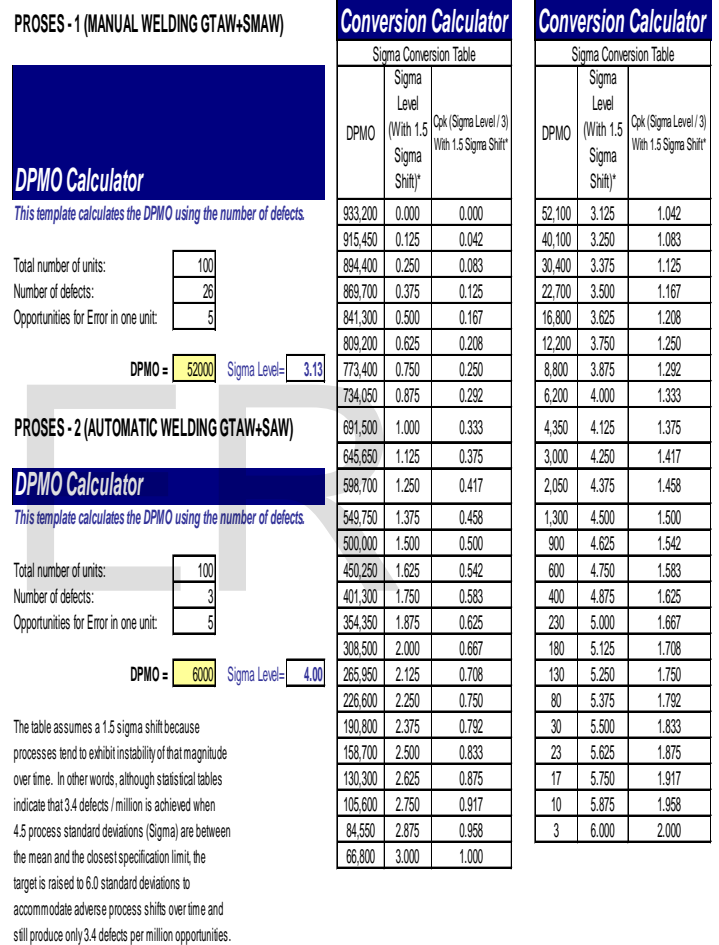 PROSES - 1 (MANUAL WELDING GTAW+SMAW)
DPMO Calculator
This template calculates the DPMO using the number of defects.
Total number of units: 100
Number of defects: 26
Opportunities for Error in one unit: 5
DPMO = 52000 Sigma Level= 3.13
PROSES - 2 (AUTOMATIC WELDING GTAW+SAW)
DPMO Calculator
This template calculates the DPMO using the number of defects.
Total number of units: 100
Number of defects: 3
Opportunities for Error in one unit: 5
DPMO = 6000 Sigma Level= 4.00
The table assumes a 1.5 sigma shift because
processes tend to exhibit instability of that magnitude
over time. In other words, although statistical tables
indicate that 3.4 defects / million is achieved when
4.5 process standard deviations (Sigma) are between
the mean and the closest specification limit, the
target is raised to 6.0 standard deviations to
accommodate adverse process shifts over time and
still produce only 3.4 defects per million opportunities.
Conversion Calculator
Sigma Conversion Table
DPMO
Sigma
Level
(With 1.5
Sigma
Shift)*
Cpk (Sigma Level / 3)
With 1.5 Sigma Shift*
933,200 0.000 0.000
915,450 0.125 0.042
894,400 0.250 0.083
869,700 0.375 0.125
841,300 0.500 0.167
809,200 0.625 0.208
773,400 0.750 0.250
734,050 0.875 0.292
691,500 1.000 0.333
645,650 1.125 0.375
598,700 1.250 0.417
549,750 1.375 0.458
500,000 1.500 0.500
450,250 1.625 0.542
401,300 1.750 0.583
354,350 1.875 0.625
308,500 2.000 0.667
265,950 2.125 0.708
226,600 2.250 0.750
190,800 2.375 0.792
158,700 2.500 0.833
130,300 2.625 0.875
105,600 2.750 0.917
84,550 2.875 0.958
66,800 3.000 1.000
Conversion Calculator
Sigma Conversion Table
DPMO
Sigma
Level
(With 1.5
Sigma
Shift)*
Cpk (Sigma Level / 3)
With 1.5 Sigma Shift*
52,100 3.125 1.042
40,100 3.250 1.083
30,400 3.375 1.125
22,700 3.500 1.167
16,800 3.625 1.208
12,200 3.750 1.250
8,800 3.875 1.292
6,200 4.000 1.333
4,350 4.125 1.375
3,000 4.250 1.417
2,050 4.375 1.458
1,300 4.500 1.500
900 4.625 1.542
600 4.750 1.583
400 4.875 1.625
230 5.000 1.667
180 5.125 1.708
130 5.250 1.750
80 5.375 1.792
30 5.500 1.833
23 5.625 1.875
17 5.750 1.917
10 5.875 1.958
3 6.000 2.000
ER